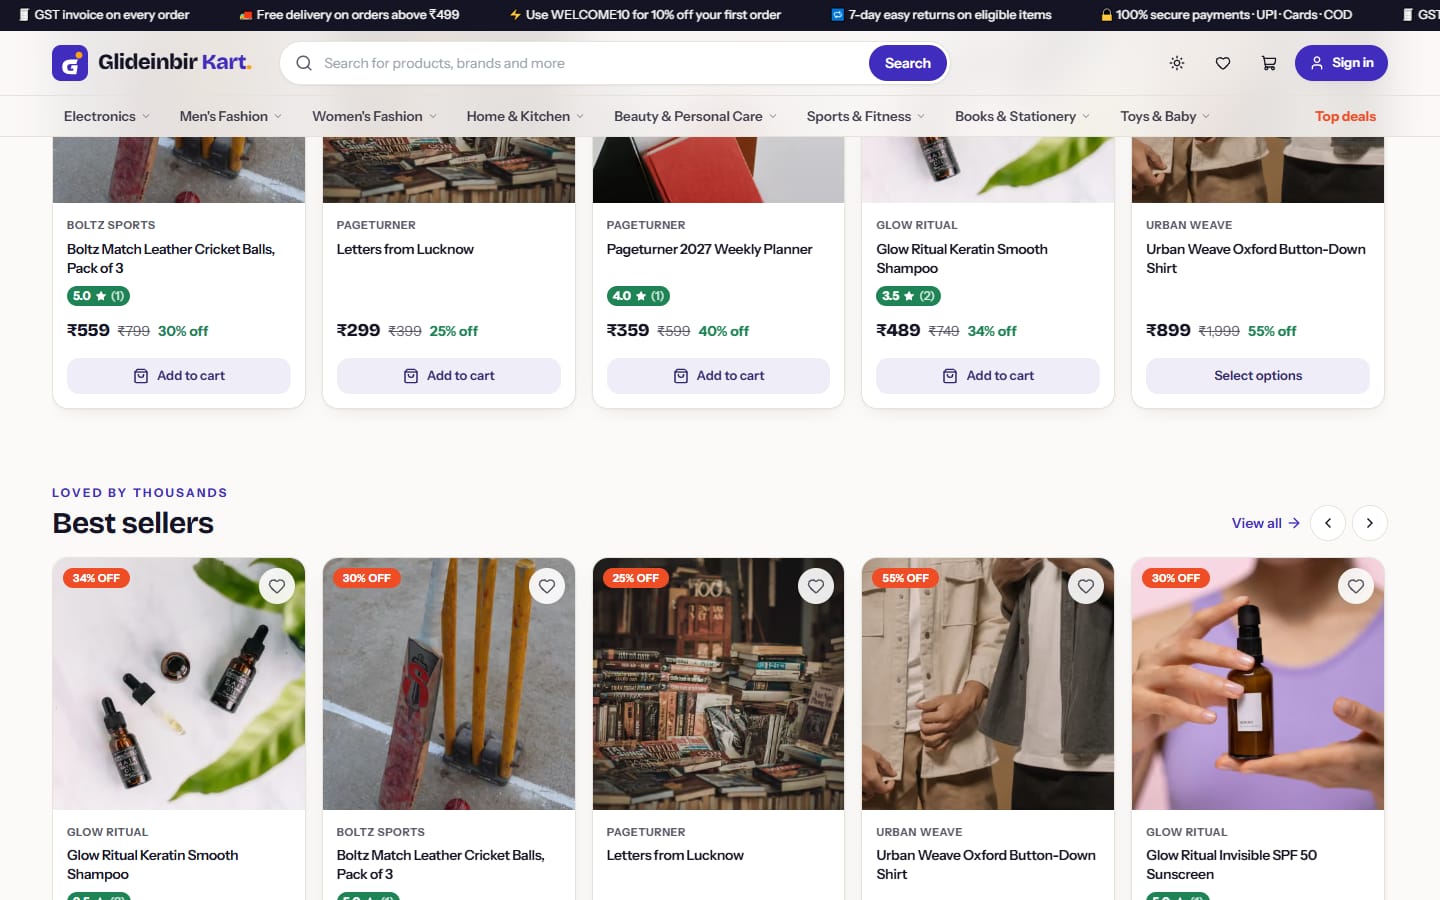 GST invoice on every order
Free delivery on orders above ₹499
Use WELCOME10 for 10% off your first order
7-day easy returns on eligible items
100% secure payments · UPI · Cards · COD
GST
Glideinbir Kart.
Search for products, brands and more
Search
Sign in
Electronics
Men's Fashion
Women's Fashion
Home & Kitchen
Beauty & Personal Care
Sports & Fitness
Books & Stationery
Toys & Baby
Top deals
BOLTZ SPORTS
Boltz Match Leather Cricket Balls,
Pack of 3
5.0 ★ (1)
₹559 ₹799 30% off
Add to cart
PAGETURNER
Letters from Lucknow
₹299 ₹399 25% off
Add to cart
PAGETURNER
Pageturner 2027 Weekly Planner
4.0 ★ (1)
₹359 ₹599 40% off
Add to cart
GLOW RITUAL
Glow Ritual Keratin Smooth
Shampoo
3.5 ★ (2)
₹489 ₹749 34% off
Add to cart
URBAN WEAVE
Urban Weave Oxford Button-Down
Shirt
₹899 ₹1,999 55% off
Select options
LOVED BY THOUSANDS
Best sellers
View all
34% OFF
GLOW RITUAL
Glow Ritual Keratin Smooth
Shampoo
30% OFF
BOLTZ SPORTS
Boltz Match Leather Cricket Balls,
Pack of 3
25% OFF
PAGETURNER
Letters from Lucknow
55% OFF
URBAN WEAVE
Urban Weave Oxford Button-Down
Shirt
30% OFF
GLOW RITUAL
Glow Ritual Invisible SPF 50
Sunscreen